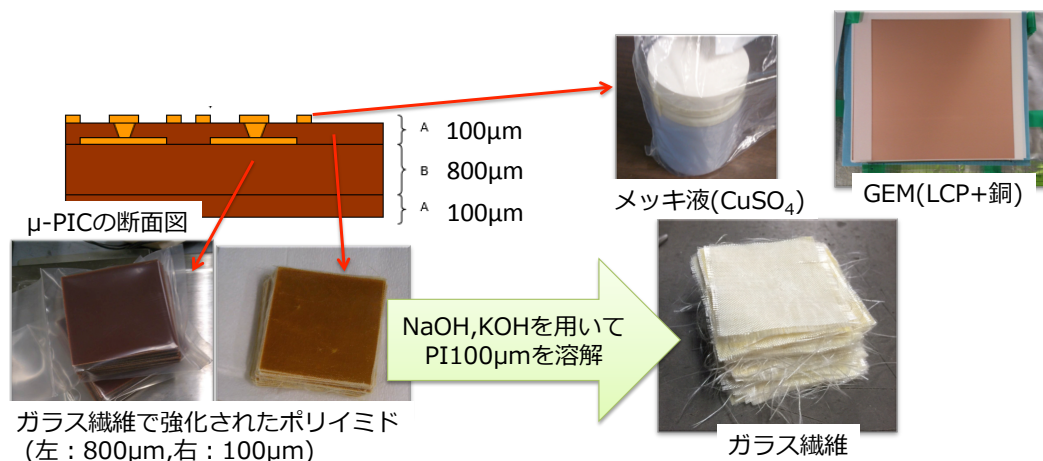 A 100μm
B 800μm
A 100μm
μ-PICの断面図
メッキ液(CuSO₄)
GEM(LCP+銅)
NaOH,KOHを用いて
PI100μmを溶解
ガラス繊維で強化されたポリイミド
(左：800μm,右：100μm)
ガラス繊維